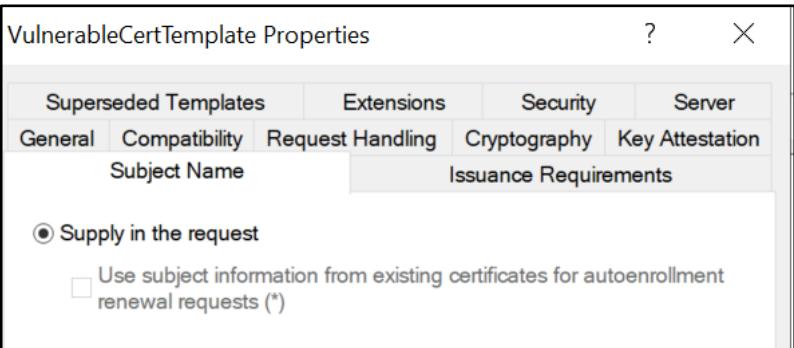 VulnerableCertTemplate Properties ? X
Superseded Templates Extensions Security Server
General Compatibility Request Handling Cryptography Key Attestation
Subject Name Issuance Requirements
Supply in the request
Use subject information from existing certificates for autoenrollment
renewal requests (*)